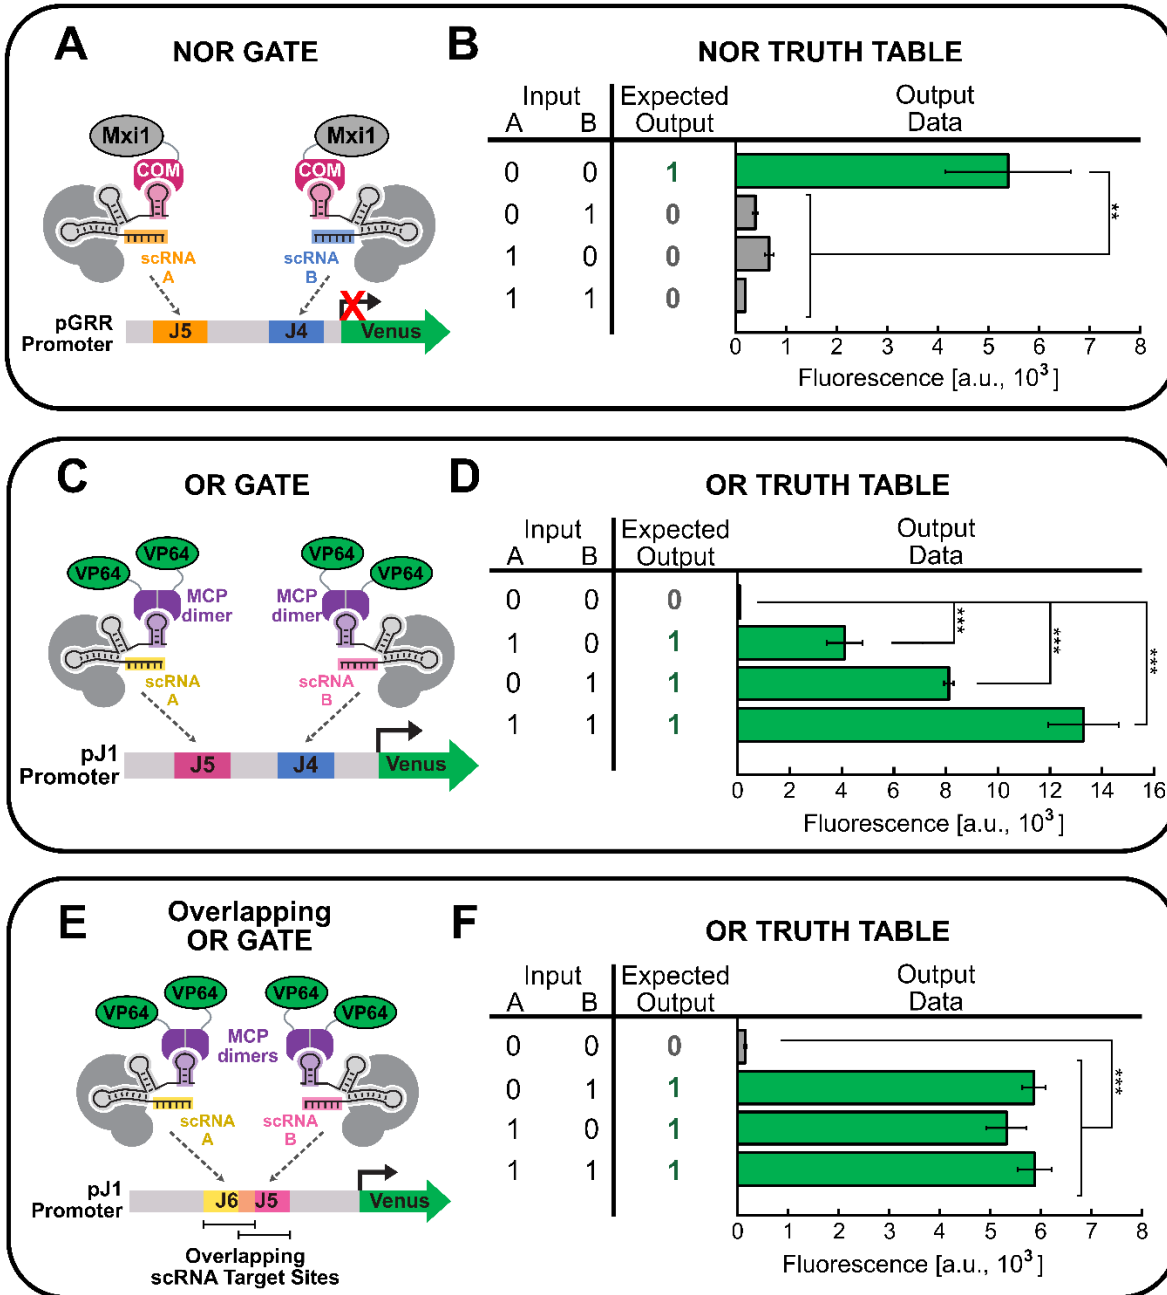 A
NOR GATE
Mxi1
Mxi1
COM
COM
scRNA
A
scRNA
B
pGRR
Promoter
J5
J4
X
Venus
B
NOR TRUTH TABLE
Input
Expected
Output
Output
Data
A B
0 0 1
0 1 0
1 0 0
1 1 0
**
0 1 2 3 4 5 6 7 8
Fluorescence [a.u., 10³]
C
OR GATE
VP64
VP64
VP64
VP64
MCP
dimer
MCP
dimer
scRNA
A
scRNA
B
pJ1
Promoter
J5
J4
Venus
D
OR TRUTH TABLE
Input
Expected
Output
Output
Data
A B
0 0 0
1 0 1
0 1 1
1 1 1
***
***
***
0 2 4 6 8 10 12 14 16
Fluorescence [a.u., 10³]
E
Overlapping
OR GATE
VP64
VP64
VP64
VP64
MCP
dimers
scRNA
A
scRNA
B
pJ1
Promoter
J6
J5
Venus
Overlapping
scRNA Target Sites
F
OR TRUTH TABLE
Input
Expected
Output
Output
Data
A B
0 0 0
0 1 1
1 0 1
1 1 1
***
0 1 2 3 4 5 6 7 8
Fluorescence [a.u., 10³]